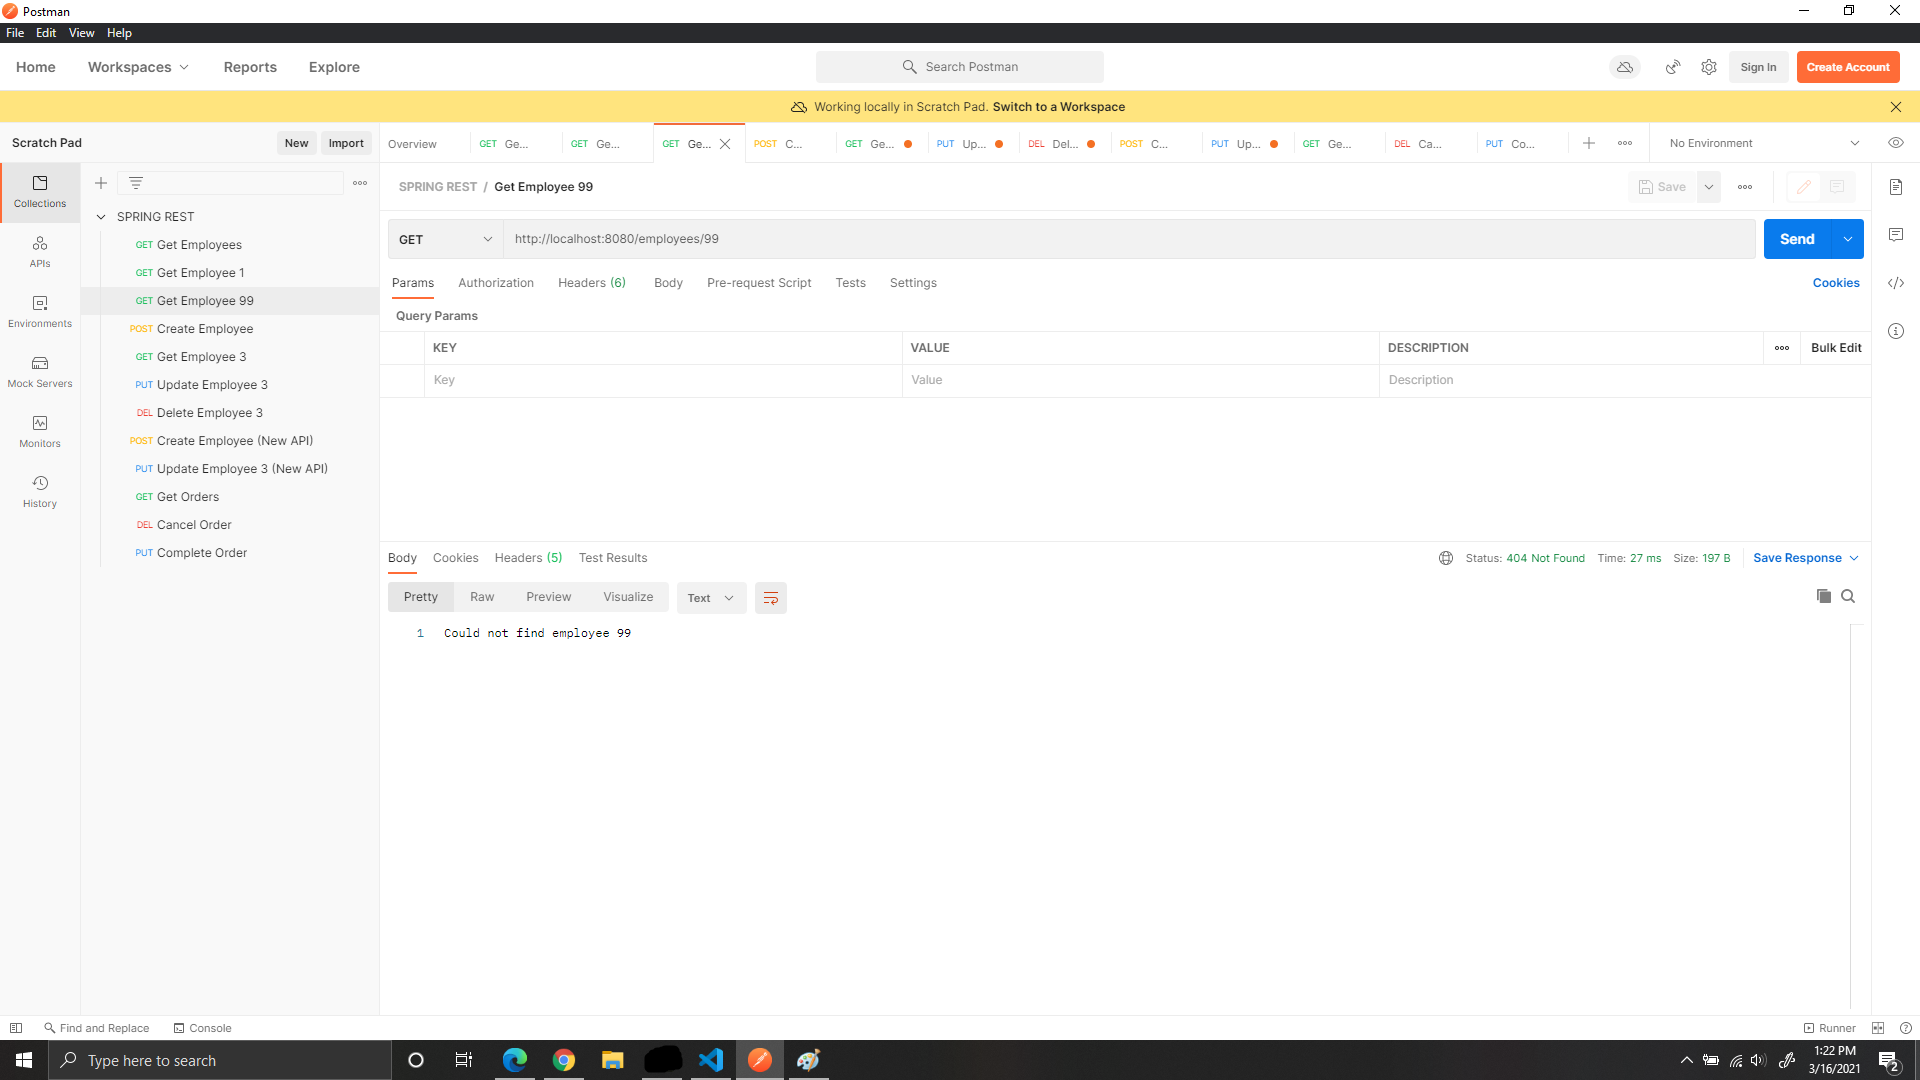 Postman
File Edit View Help
Home Workspaces Reports Explore Search Postman Sign In Create Account
Working locally in Scratch Pad. Switch to a Workspace
Scratch Pad New Import Overview GET Ge... GET Ge... GET Ge... POST C... GET Ge... PUT Up... DEL Del... POST C... PUT Up... GET Ge... DEL Ca... PUT Co... No Environment
Collections
APIs
Environments
Mock Servers
Monitors
History
SPRING REST
GET Get Employees
GET Get Employee 1
GET Get Employee 99
POST Create Employee
GET Get Employee 3
PUT Update Employee 3
DEL Delete Employee 3
POST Create Employee (New API)
PUT Update Employee 3 (New API)
GET Get Orders
DEL Cancel Order
PUT Complete Order
SPRING REST / Get Employee 99 Save
GET http://localhost:8080/employees/99 Send
Params Authorization Headers (6) Body Pre-request Script Tests Settings Cookies
Query Params
KEY VALUE DESCRIPTION Bulk Edit
Key Value Description
Body Cookies Headers (5) Test Results Status: 404 Not Found Time: 27 ms Size: 197 B Save Response
Pretty Raw Preview Visualize Text
1 Could not find employee 99
Find and Replace Console Runner
Type here to search 1:22 PM
3/16/2021 2